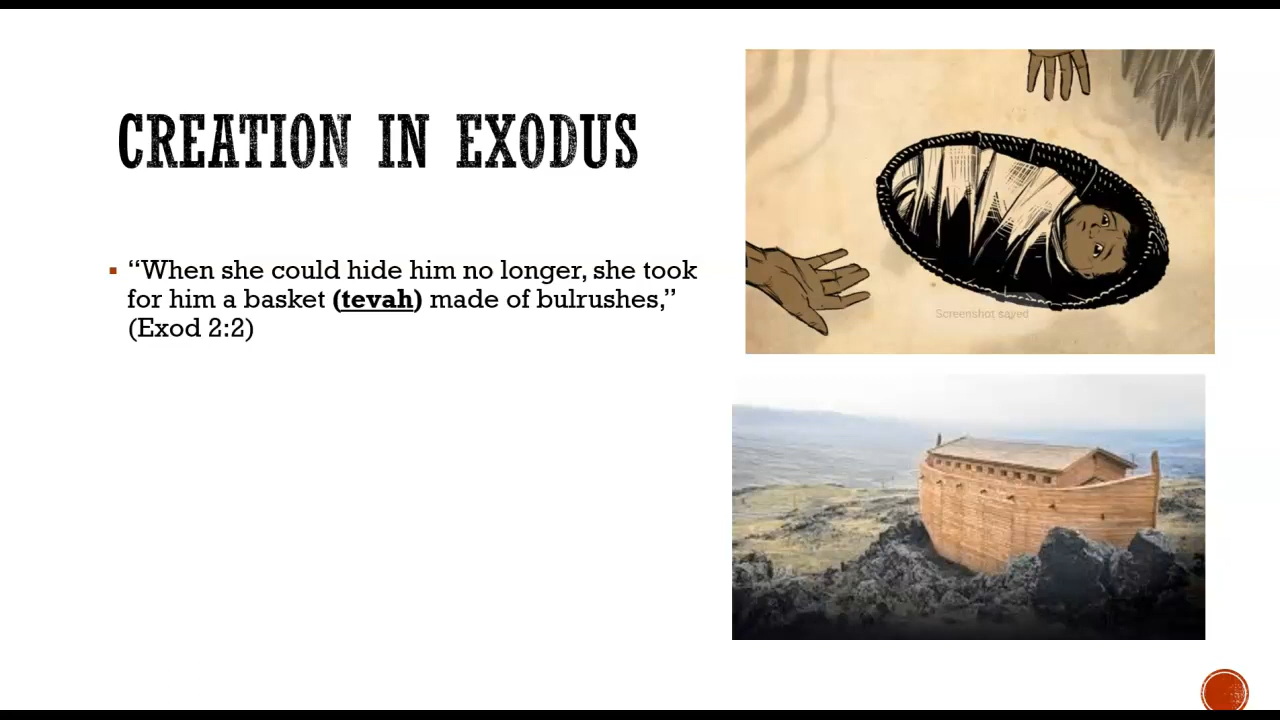 CREATION IN EXODUS
“When she could hide him no longer, she took
for him a basket (tevah) made of bulrushes,”
(Exod 2:2)
Screenshot saved